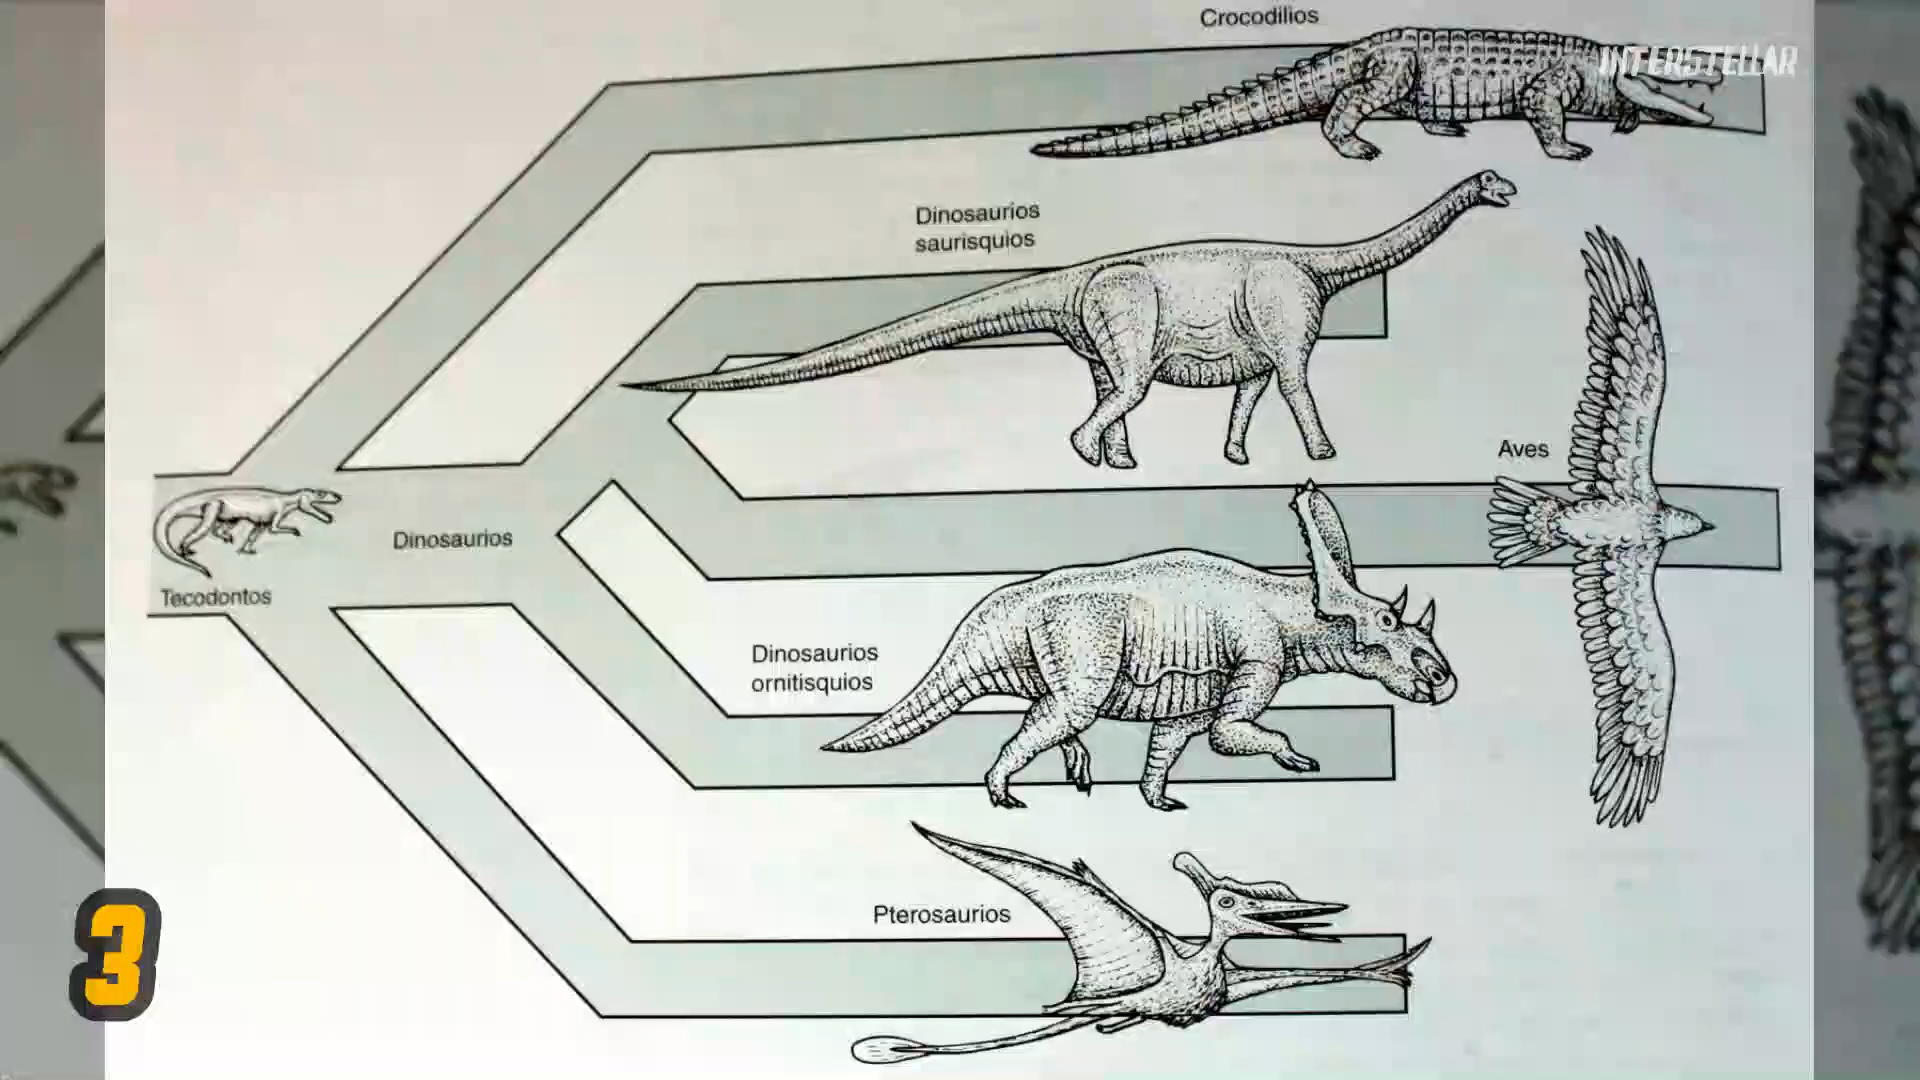 Crocodilios
INTERSTELLAR
Dinosaurios
saurisquios
Aves
Dinosaurios
Tecodontos
Dinosaurios
ornitisquios
Pterosaurios
3